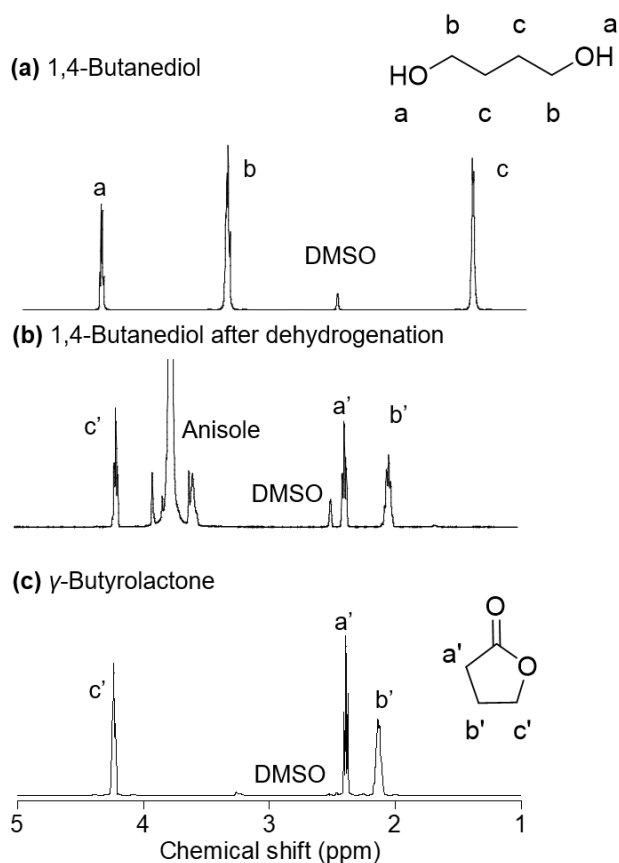 b c a
(a) 1,4-Butanediol
HO OH
a c b
a b c
DMSO
(b) 1,4-Butanediol after dehydrogenation
c’ Anisole a’ b’
DMSO
(c) γ-Butyrolactone
a’ O
c’ b’ a' O
DMSO b' c'
5 4 3 2 1
Chemical shift (ppm)